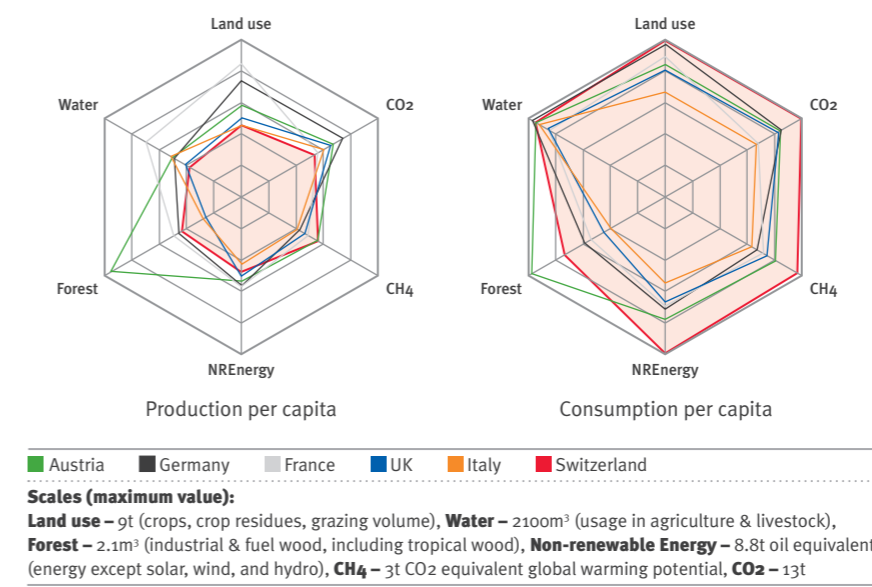 Land use
Land use
Water
CO2
Water
CO2
Forest
CH4
Forest
CH4
NREnergy
NREnergy
Production per capita
Consumption per capita
Austria Germany France UK Italy Switzerland
Scales (maximum value):
Land use – 9t (crops, crop residues, grazing volume), Water – 2100m³ (usage in agriculture & livestock),
Forest – 2.1m³ (industrial & fuel wood, including tropical wood), Non-renewable Energy – 8.8t oil equivalent
(energy except solar, wind, and hydro), CH4 – 3t CO2 equivalent global warming potential, CO2 – 13t